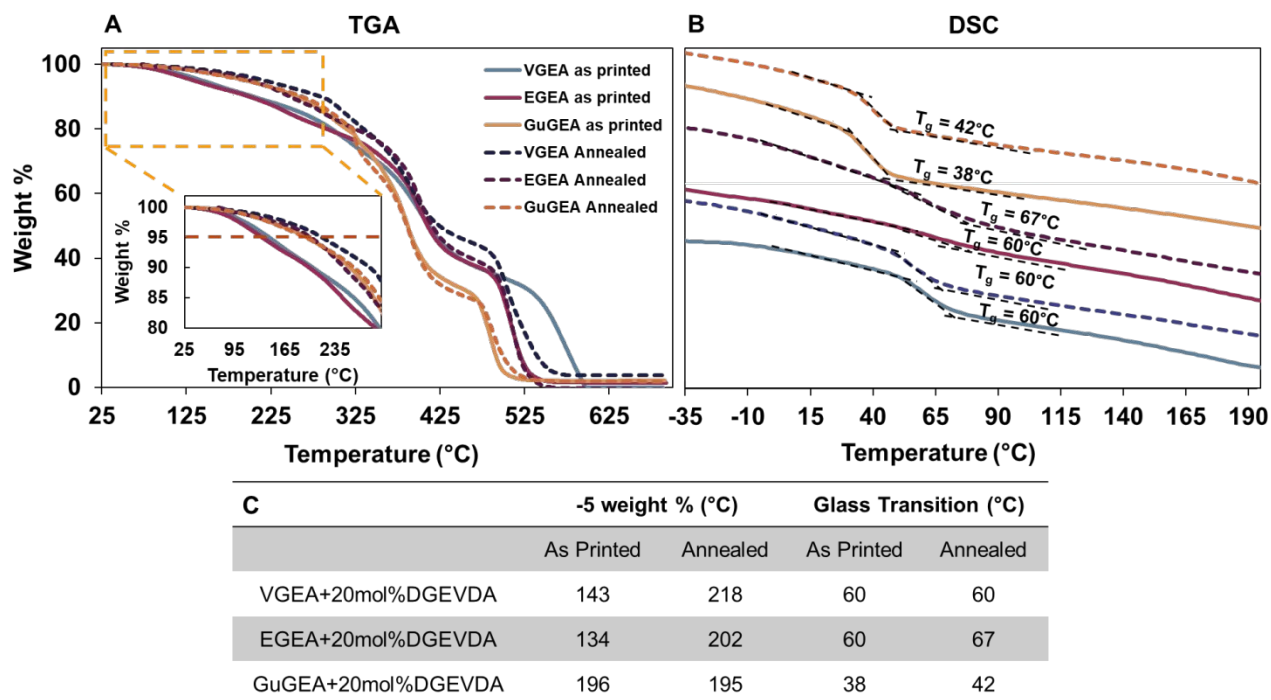 A TGA
Weight %
100
80
60
40
20
0
25 125 225 325 425 525 625
Temperature (°C)
VGEA as printed
EGEA as printed
GuGEA as printed
VGEA Annealed
EGEA Annealed
GuGEA Annealed
Weight %
100
95
90
85
80
25 95 165 235
Temperature (°C)
B DSC
Tg = 42°C
Tg = 38°C
Tg = 67°C
Tg = 60°C
Tg = 60°C
Tg = 60°C
-35 -10 15 40 65 90 115 140 165 190
Temperature (°C)
C -5 weight % (°C) Glass Transition (°C)
As Printed Annealed As Printed Annealed
VGEA+20mol%DGEVDA 143 218 60 60
EGEA+20mol%DGEVDA 134 202 60 67
GuGEA+20mol%DGEVDA 196 195 38 42